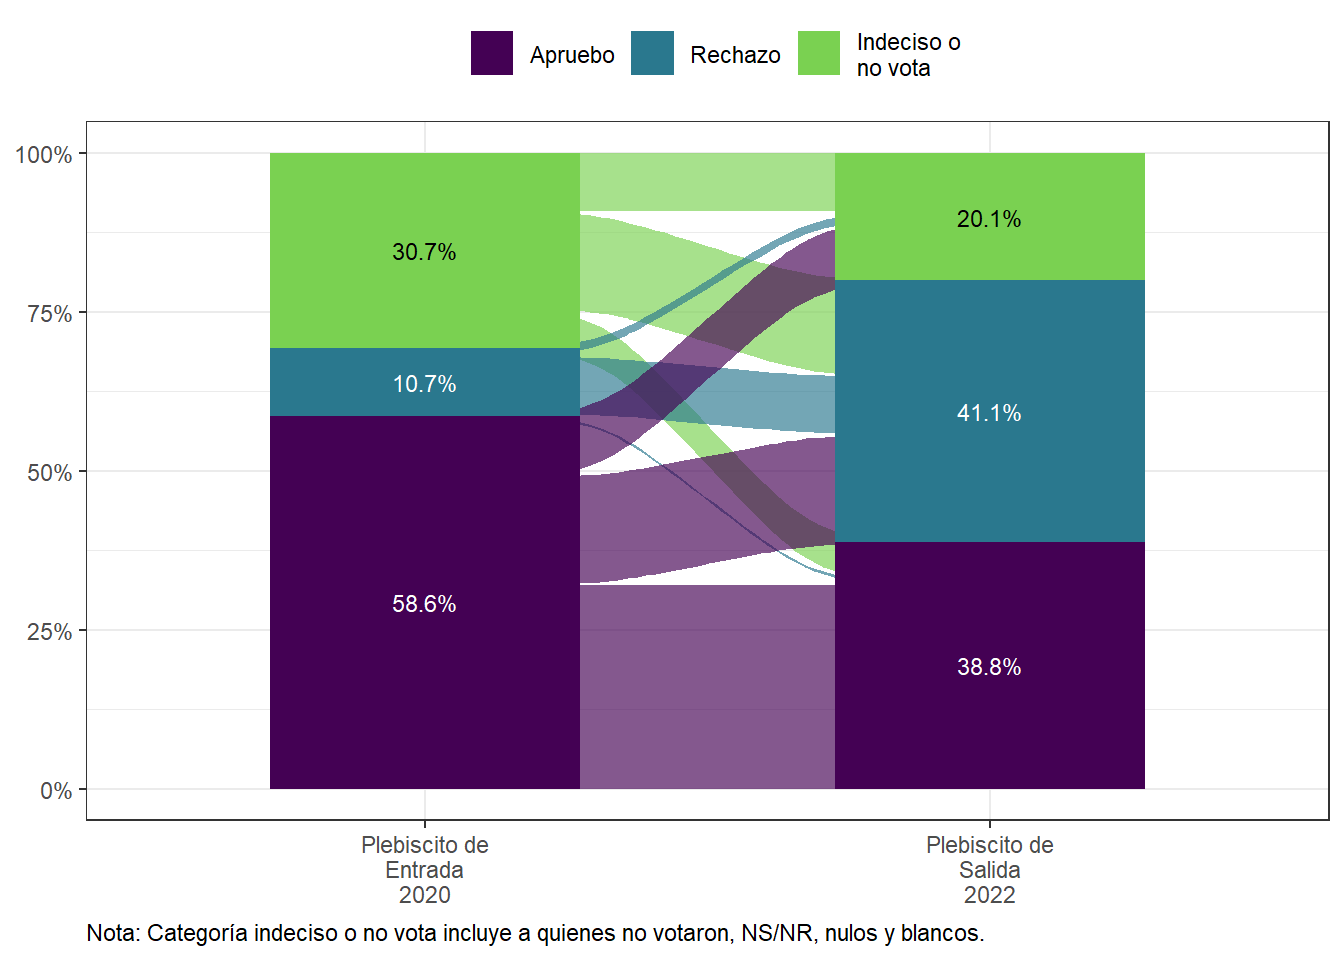 Apruebo
Rechazo
Indeciso o
no vota
100%
75%
50%
25%
0%
30.7%
10.7%
58.6%
20.1%
41.1%
38.8%
Plebiscito de
Entrada
2020
Plebiscito de
Salida
2022
Nota: Categoría indeciso o no vota incluye a quienes no votaron, NS/NR, nulos y blancos.